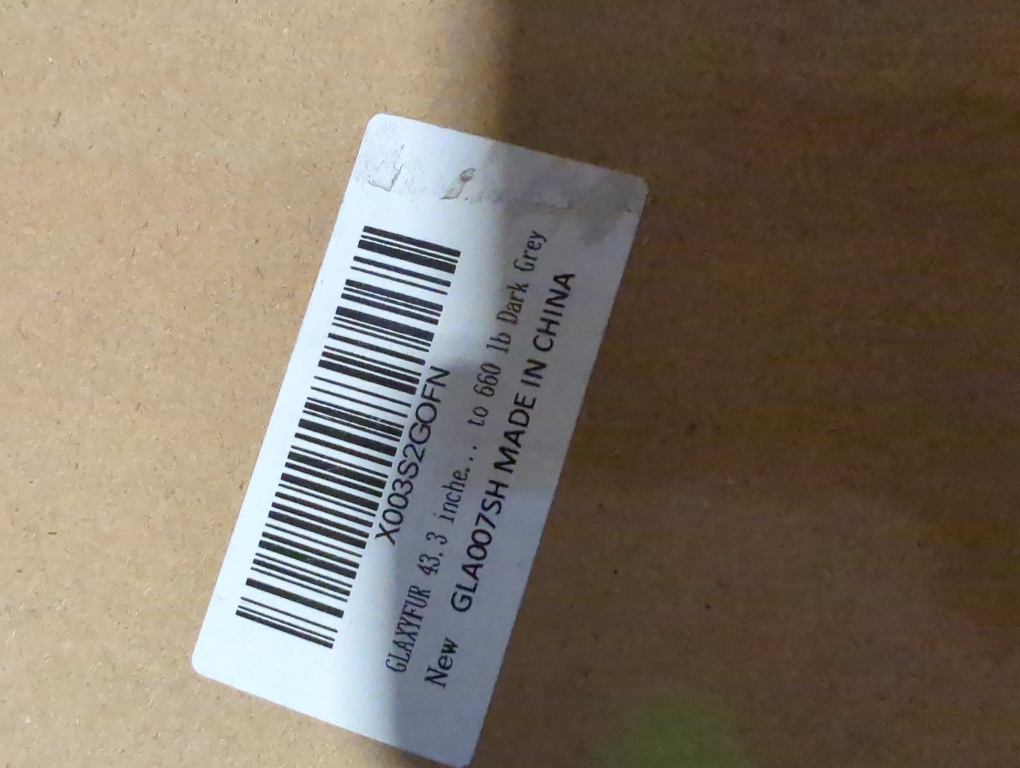 X003S2GOFN
GLAXYFUR 43.3 inche... to 660 lb Dark Grey
New GLA007SH MADE IN CHINA